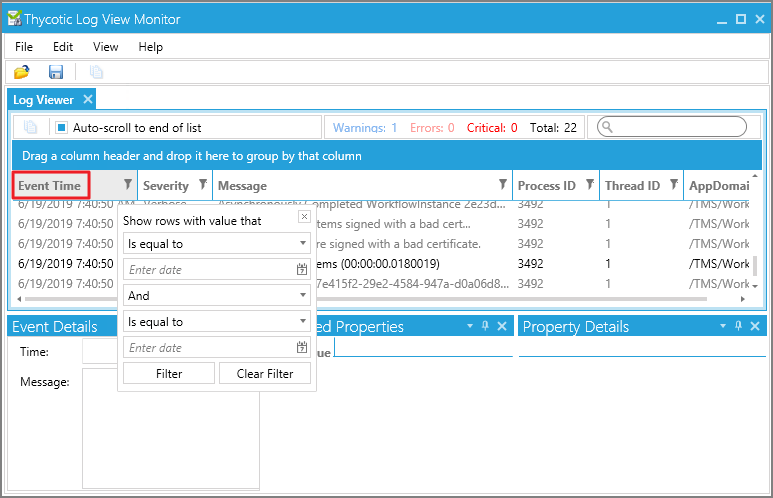 Thycotic Log View Monitor
File Edit View Help
Log Viewer
Auto-scroll to end of list Warnings: 1 Errors: 0 Critical: 0 Total: 22
Drag a column header and drop it here to group by that column
Event Time Severity Message Process ID Thread ID AppDomai
6/19/2019 7:40:50 AM Verbose Asynchronously Completed WorkflowInstance 2e23d... 3492 1 /TMS/Work
6/19/2019 7:40:50 tems signed with a bad cert... 3492 1 /TMS/Work
6/19/2019 7:40:50 re signed with a bad certificate. 3492 1 /TMS/Work
6/19/2019 7:40:50 ems (00:00:00.0180019) 3492 1 /TMS/Work
6/19/2019 7:40:50 7e415f2-29e2-4584-947a-d0a06d8... 3492 1 /TMS/Work
Show rows with value that
Is equal to
Enter date
And
Is equal to
Enter date
Filter Clear Filter
Event Details ed Properties Property Details
Time: ue
Message: